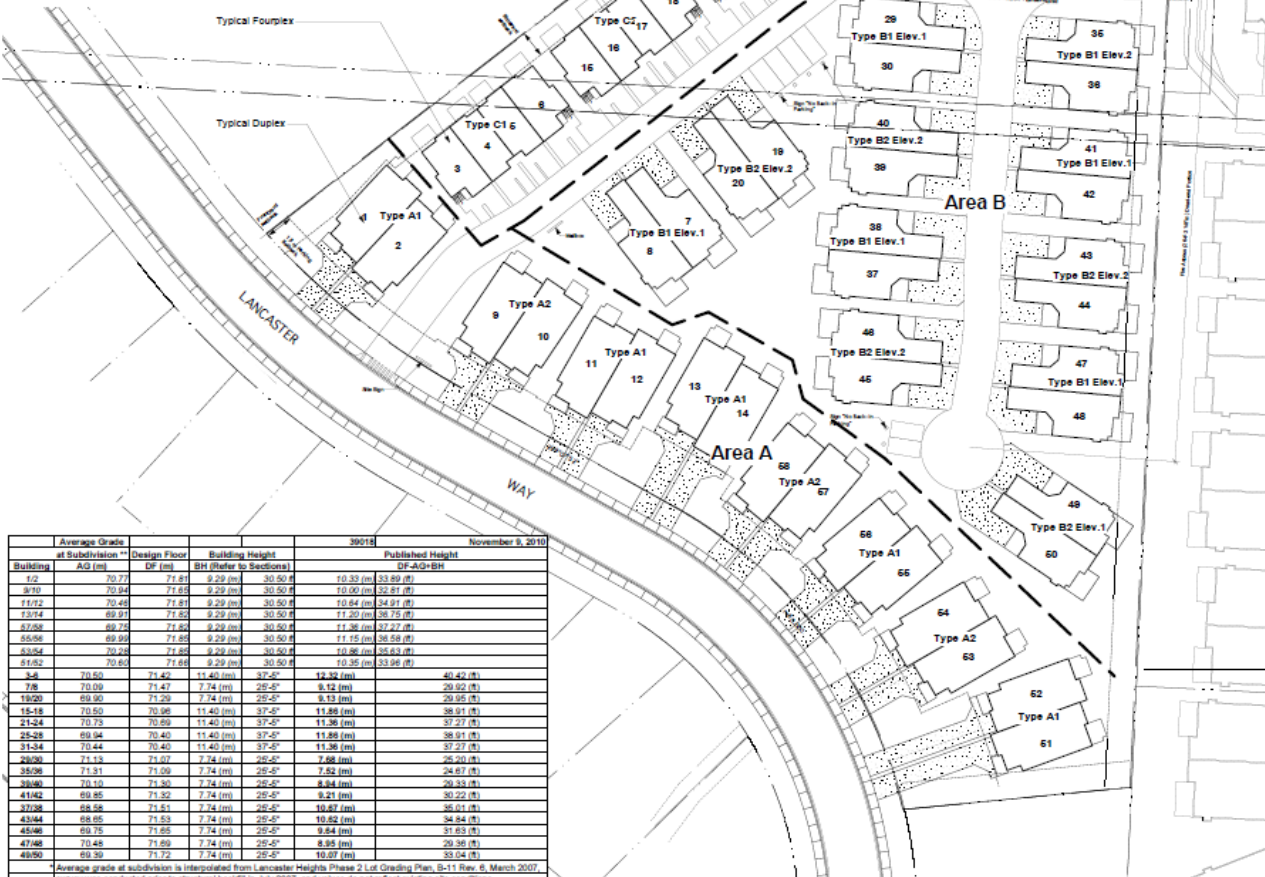 Typical Fourplex
Typical Duplex
18
Type C2 17
16
15
6
Type C1 5
4
3
1 Type A1
2
29
Type B1 Elev.1
30
35
Type B1 Elev.2
36
40
Type B2 Elev.2
39
41
Type B1 Elev.1
42
Area B
38
Type B1 Elev.1
37
43
Type B2 Elev.2
44
46
Type B2 Elev.2
45
47
Type B1 Elev.1
48
19
Type B2 Elev.2
20
7
Type B1 Elev.1
8
Sign "No Back-in
Parking"
Mailbox
LANCASTER
WAY
Site Sign
9 Type A2
10
11 Type A1
12
13
Type A1
14
Area A
58
Type A2
57
Sign "No Back-in
Parking"
56
Type A1
55
54
Type A2
53
52
Type A1
51
49
Type B2 Elev.1
50
Average Grade 39018 November 9, 2010
at Subdivision ** Design Floor Building Height Published Height
Building AG (m) DF (m) BH (Refer to Sections) DF-AG+BH
1/2 70.77 71.81 9.29 (m) 30.50 ft 10.33 (m) 33.89 (ft)
9/10 70.94 71.65 9.29 (m) 30.50 ft 10.00 (m) 32.81 (ft)
11/12 70.46 71.81 9.29 (m) 30.50 ft 10.64 (m) 34.91 (ft)
13/14 69.91 71.82 9.29 (m) 30.50 ft 11.20 (m) 36.75 (ft)
57/58 69.75 71.82 9.29 (m) 30.50 ft 11.36 (m) 37.27 (ft)
55/56 69.99 71.85 9.29 (m) 30.50 ft 11.15 (m) 36.58 (ft)
53/54 70.28 71.85 9.29 (m) 30.50 ft 10.86 (m) 35.63 (ft)
51/52 70.60 71.66 9.29 (m) 30.50 ft 10.35 (m) 33.96 (ft)
3-6 70.50 71.42 11.40 (m) 37'-5" 12.32 (m) 40.42 (ft)
7/8 70.09 71.47 7.74 (m) 25'-5" 9.12 (m) 29.92 (ft)
19/20 69.90 71.29 7.74 (m) 25'-5" 9.13 (m) 29.95 (ft)
15-18 70.50 70.96 11.40 (m) 37'-5" 11.86 (m) 38.91 (ft)
21-24 70.73 70.69 11.40 (m) 37'-5" 11.36 (m) 37.27 (ft)
25-28 69.94 70.40 11.40 (m) 37'-5" 11.86 (m) 38.91 (ft)
31-34 70.44 70.40 11.40 (m) 37'-5" 11.36 (m) 37.27 (ft)
29/30 71.13 71.07 7.74 (m) 25'-5" 7.68 (m) 25.20 (ft)
35/36 71.31 71.09 7.74 (m) 25'-5" 7.52 (m) 24.67 (ft)
39/40 70.10 71.30 7.74 (m) 25'-5" 8.94 (m) 29.33 (ft)
41/42 69.85 71.32 7.74 (m) 25'-5" 9.21 (m) 30.22 (ft)
37/38 68.58 71.51 7.74 (m) 25'-5" 10.67 (m) 35.01 (ft)
43/44 68.65 71.53 7.74 (m) 25'-5" 10.62 (m) 34.84 (ft)
45/46 69.75 71.65 7.74 (m) 25'-5" 9.64 (m) 31.63 (ft)
47/48 70.48 71.69 7.74 (m) 25'-5" 8.95 (m) 29.36 (ft)
49/50 69.39 71.72 7.74 (m) 25'-5" 10.07 (m) 33.04 (ft)
* Average grade at subdivision is interpolated from Lancaster Heights Phase 2 Lot Grading Plan, B-11 Rev. 6, March 2007,